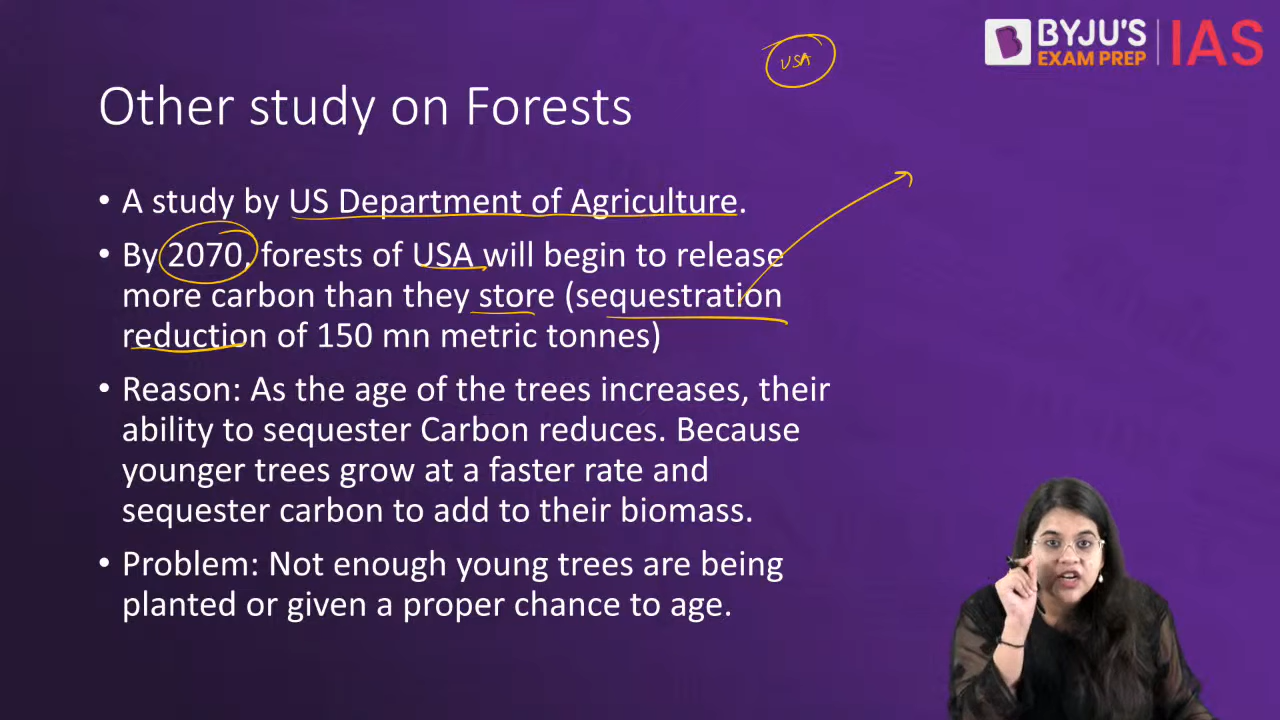 USA
BYJU'S
EXAM PREP
IAS
Other study on Forests
• A study by US Department of Agriculture.
• By 2070, forests of USA will begin to release
more carbon than they store (sequestration
reduction of 150 mn metric tonnes)
• Reason: As the age of the trees increases, their
ability to sequester Carbon reduces. Because
younger trees grow at a faster rate and
sequester carbon to add to their biomass.
• Problem: Not enough young trees are being
planted or given a proper chance to age.